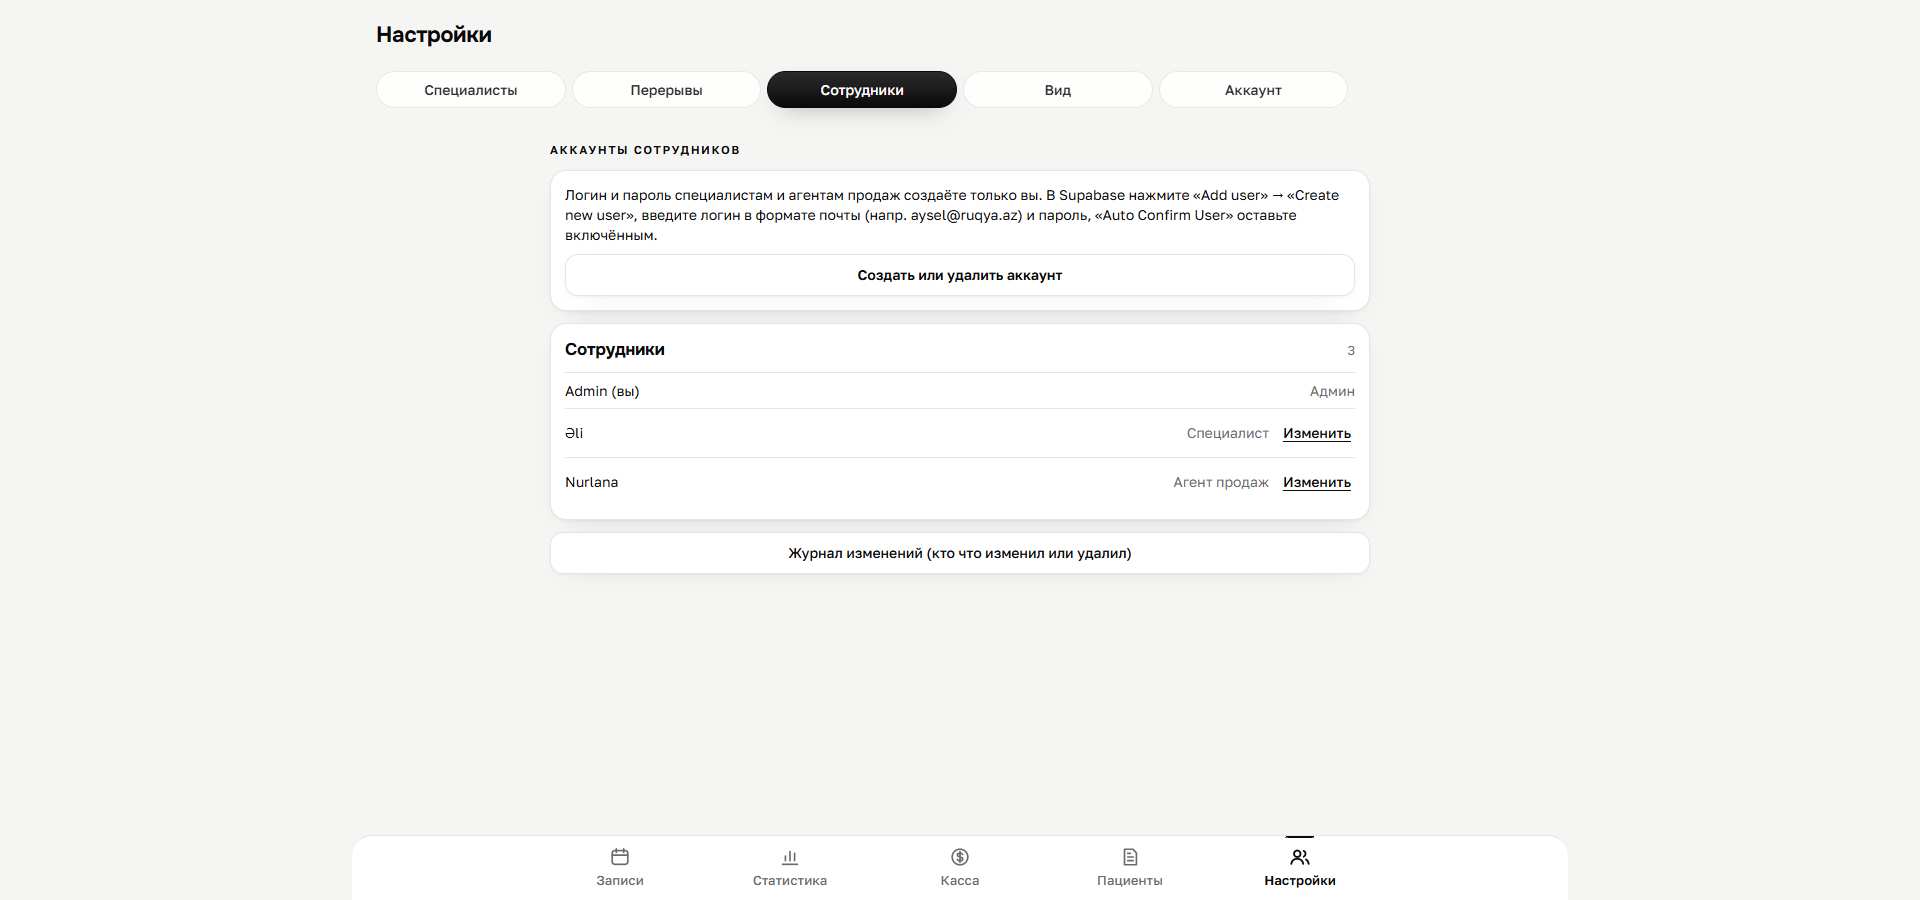 Настройки
Специалисты
Перерывы
Сотрудники
Вид
Аккаунт
АККАУНТЫ СОТРУДНИКОВ
Логин и пароль специалистам и агентам продаж создаёте только вы. В Supabase нажмите «Add user» → «Create
new user», введите логин в формате почты (напр. aysel@ruqya.az) и пароль, «Auto Confirm User» оставьте
включённым.
Создать или удалить аккаунт
Сотрудники 3
Admin (вы) Админ
Əli Специалист Изменить
Nurlana Агент продаж Изменить
Журнал изменений (кто что изменил или удалил)
Записи
Статистика
Касса
Пациенты
Настройки